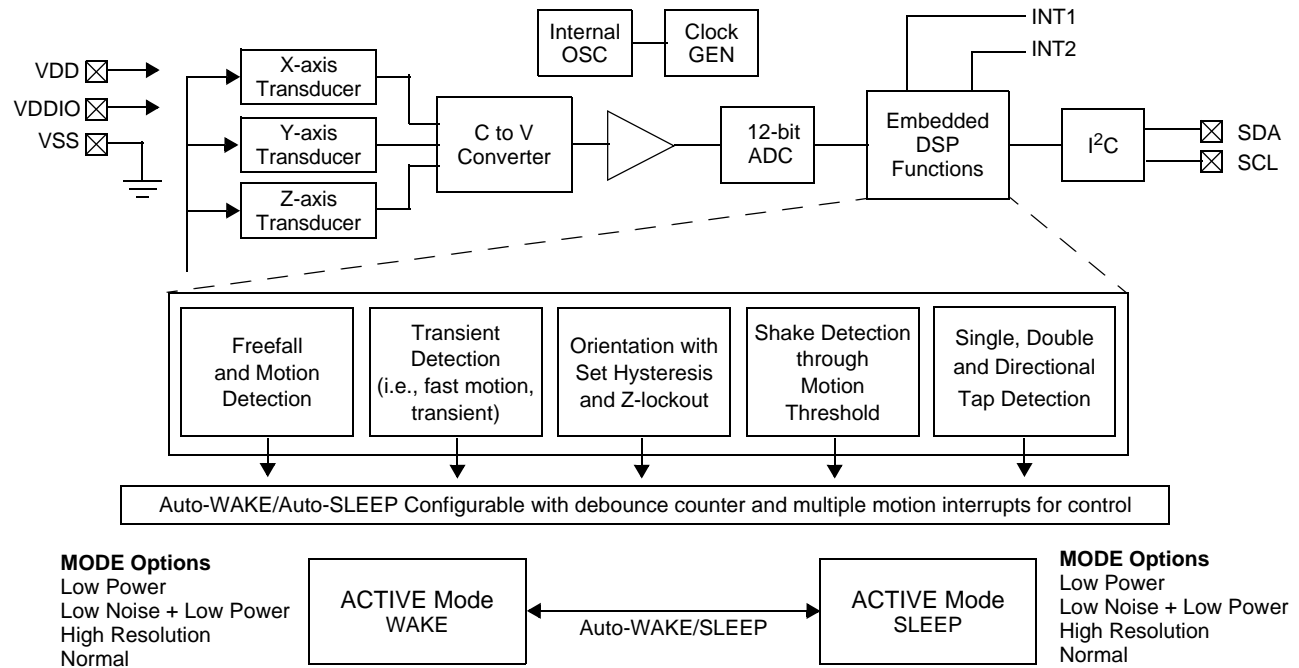 Internal
OSC
Clock
GEN
INT1
INT2
VDD
VDDIO
VSS
X-axis
Transducer
Y-axis
Transducer
Z-axis
Transducer
C to V
Converter
12-bit
ADC
Embedded
DSP
Functions
I²C
SDA
SCL
Freefall
and Motion
Detection
Transient
Detection
(i.e., fast motion,
transient)
Orientation with
Set Hysteresis
and Z-lockout
Shake Detection
through
Motion
Threshold
Single, Double
and Directional
Tap Detection
Auto-WAKE/Auto-SLEEP Configurable with debounce counter and multiple motion interrupts for control
MODE Options
Low Power
Low Noise + Low Power
High Resolution
Normal
ACTIVE Mode
WAKE
Auto-WAKE/SLEEP
ACTIVE Mode
SLEEP
MODE Options
Low Power
Low Noise + Low Power
High Resolution
Normal